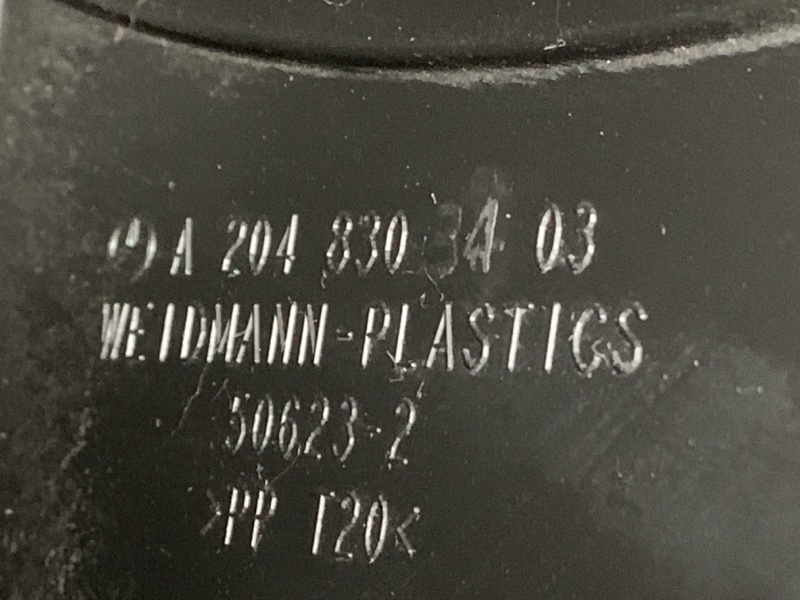 A 204 830 34 03
WEIDMANN-PLASTICS
50623-2
>PP T20<